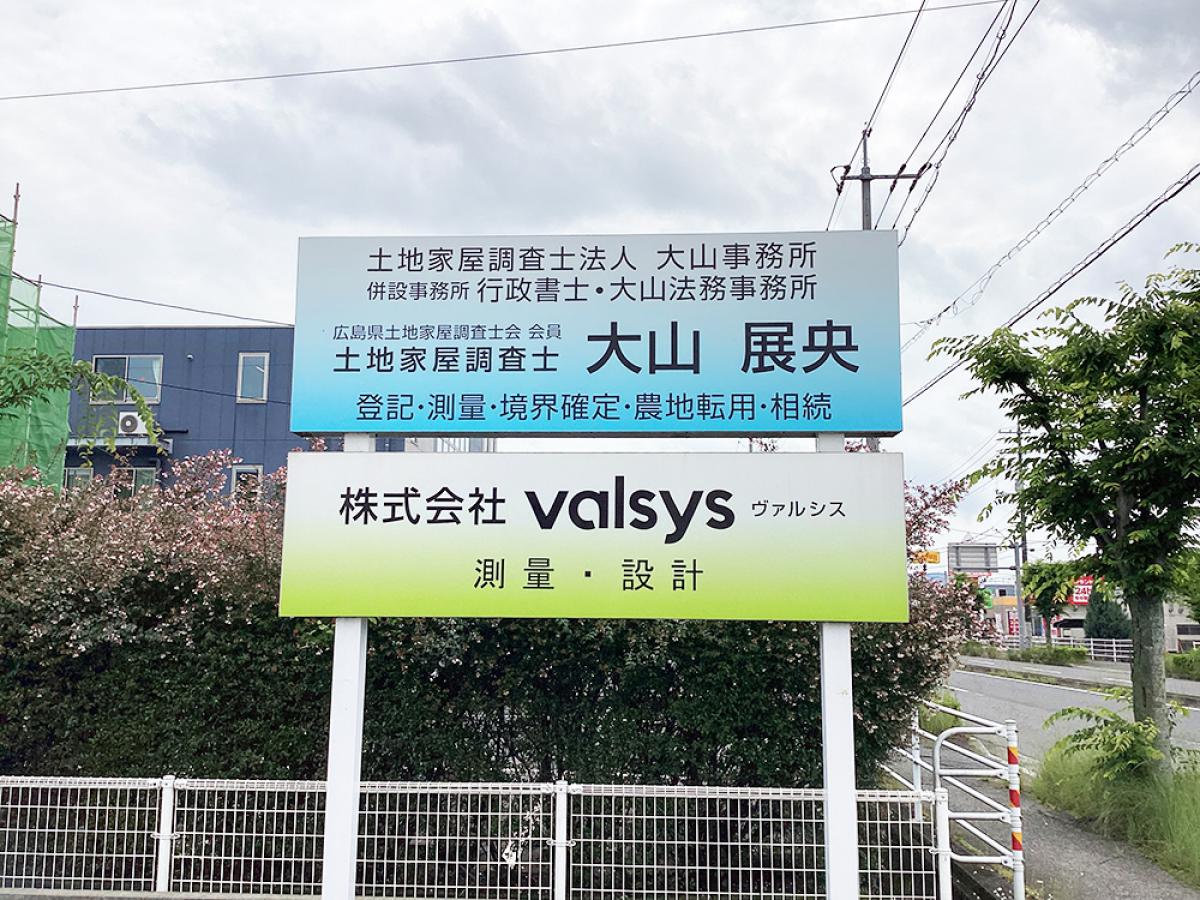 土地家屋調査士法人 大山事務所
併設事務所 行政書士・大山法務事務所
広島県土地家屋調査士会 会員
土地家屋調査士 大山 展央
登記・測量・境界確定・農地転用・相続
株式会社 valsys ヴァルシス
測量・設計
24h